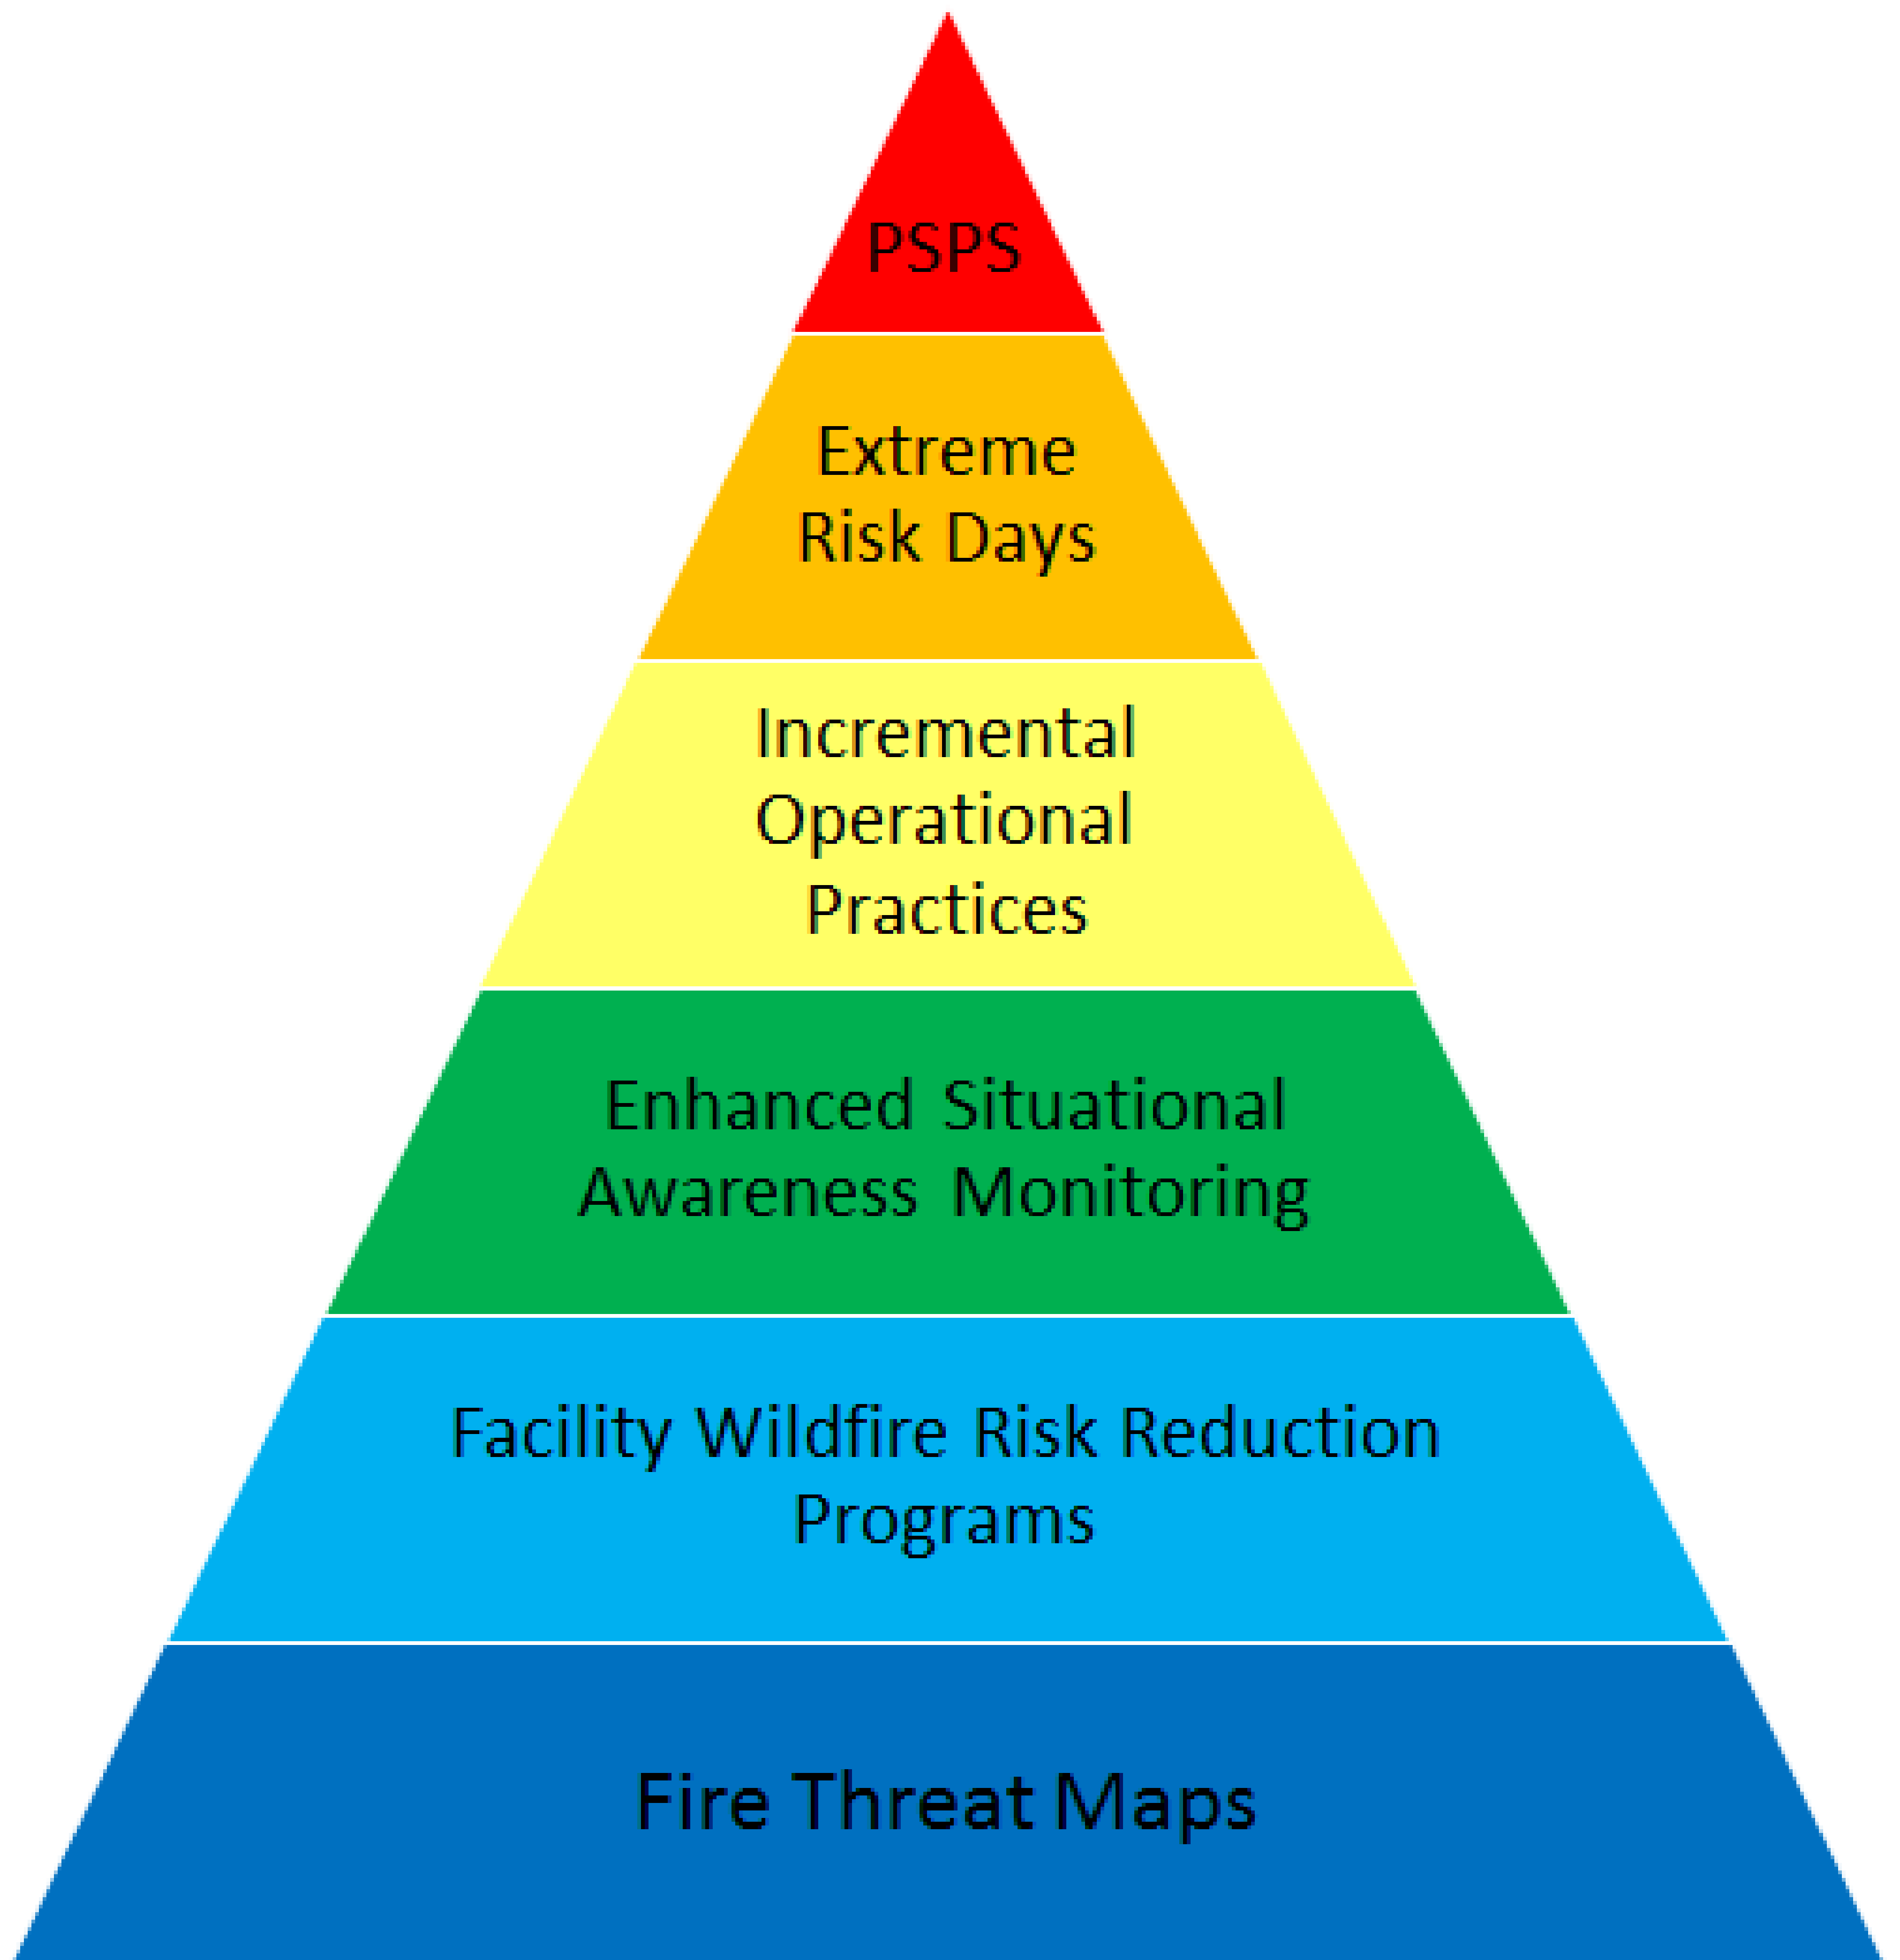 PSPS
Extreme
Risk Days
Incremental
Operational
Practices
Enhanced Situational
Awareness Monitoring
Facility Wildfire Risk Reduction
Programs
Fire Threat Maps